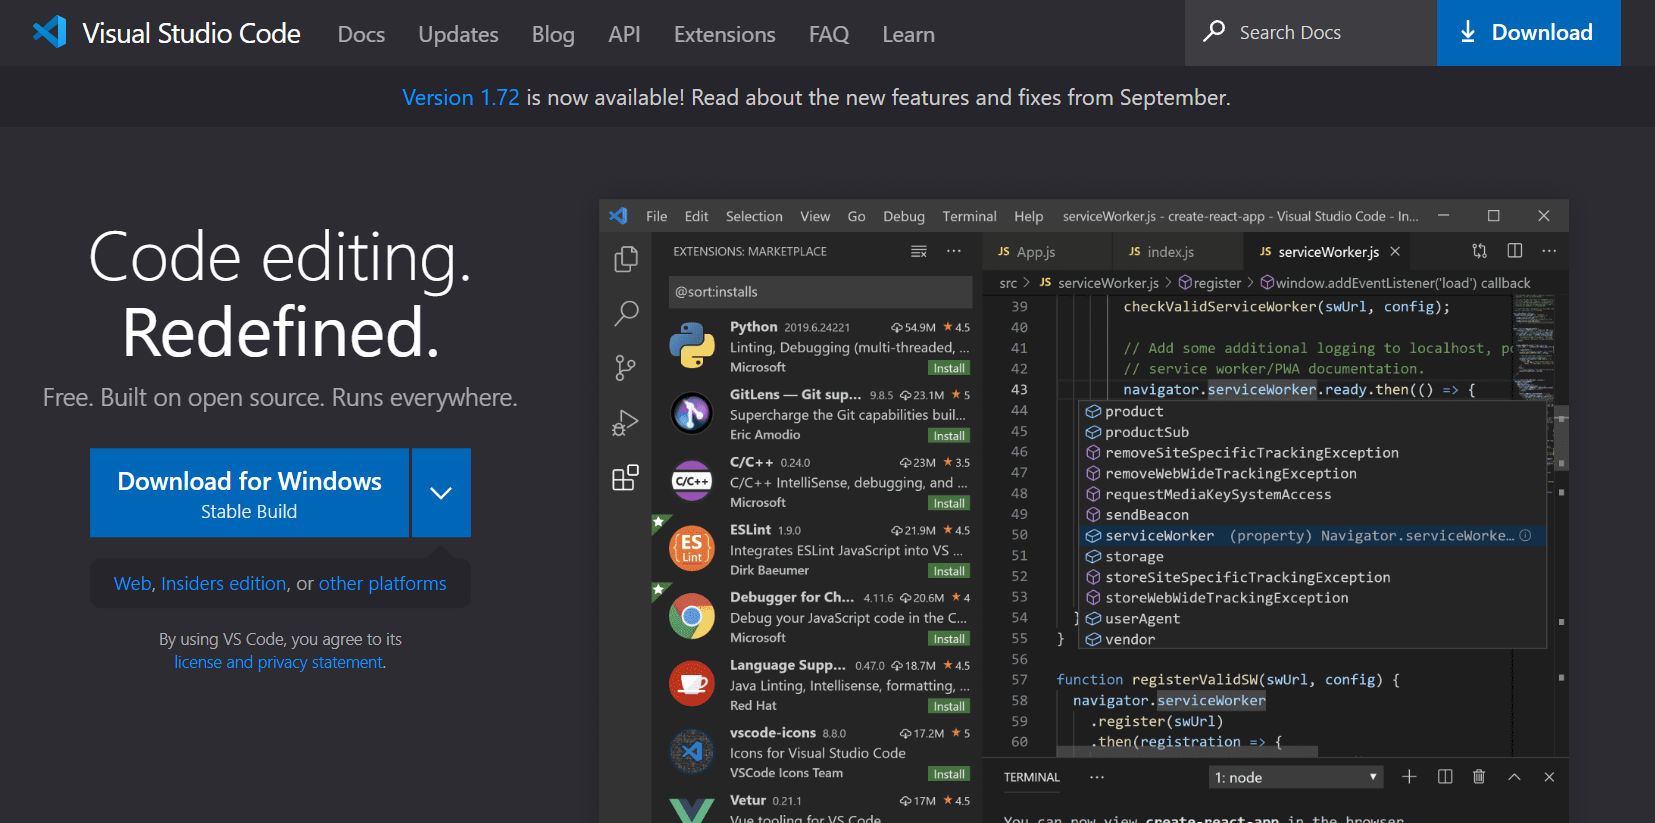 Visual Studio Code Docs Updates Blog API Extensions FAQ Learn Search Docs Download
Version 1.72 is now available! Read about the new features and fixes from September.
Code editing.
Redefined.
Free. Built on open source. Runs everywhere.
Download for Windows
Stable Build
Web, Insiders edition, or other platforms
By using VS Code, you agree to its
license and privacy statement.
File Edit Selection View Go Debug Terminal Help serviceWorker.js - create-react-app - Visual Studio Code - In...
EXTENSIONS: MARKETPLACE
@sort:installs
Python 2019.6.24221 54.9M ★ 4.5
Linting, Debugging (multi-threaded, ...
Microsoft Install
GitLens — Git sup... 9.8.5 23.1M ★ 5
Supercharge the Git capabilities buil...
Eric Amodio Install
C/C++
C/C++ 0.24.0 23M ★ 3.5
C/C++ IntelliSense, debugging, and ...
Microsoft Install
ES
Lint
ESLint 1.9.0 21.9M ★ 4.5
Integrates ESLint JavaScript into VS ...
Dirk Baeumer Install
Debugger for Ch... 4.11.6 20.6M ★ 4
Debug your JavaScript code in the C...
Microsoft Install
Language Supp... 0.47.0 18.7M ★ 4.5
Java Linting, Intellisense, formatting, ...
Red Hat Install
vscode-icons 8.8.0 17.2M ★ 5
Icons for Visual Studio Code
VSCode Icons Team Install
Vetur 0.21.1 17M ★ 4.5
Vue tooling for VS Code
JS App.js JS index.js JS serviceWorker.js
src > JS serviceWorker.js > register > window.addEventListener('load') callback
39 checkValidServiceWorker(swUrl, config);
40
41 // Add some additional logging to localhost,
42 // service worker/PWA documentation.
43 navigator.serviceWorker.ready.then(() => {
44 product
45 productSub
46 removeSiteSpecificTrackingException
47 removeWebWideTrackingException
48 requestMediaKeySystemAccess
49 sendBeacon
50 serviceWorker (property) Navigator.serviceWorke...
51 storage
52 storeSiteSpecificTrackingException
53 storeWebWideTrackingException
54 } userAgent
55 } vendor
56
57 function registerValidSW(swUrl, config) {
58 navigator.serviceWorker
59 .register(swUrl)
60 .then(registration => {
TERMINAL ... 1: node
You can now view create-react-app in the browser.